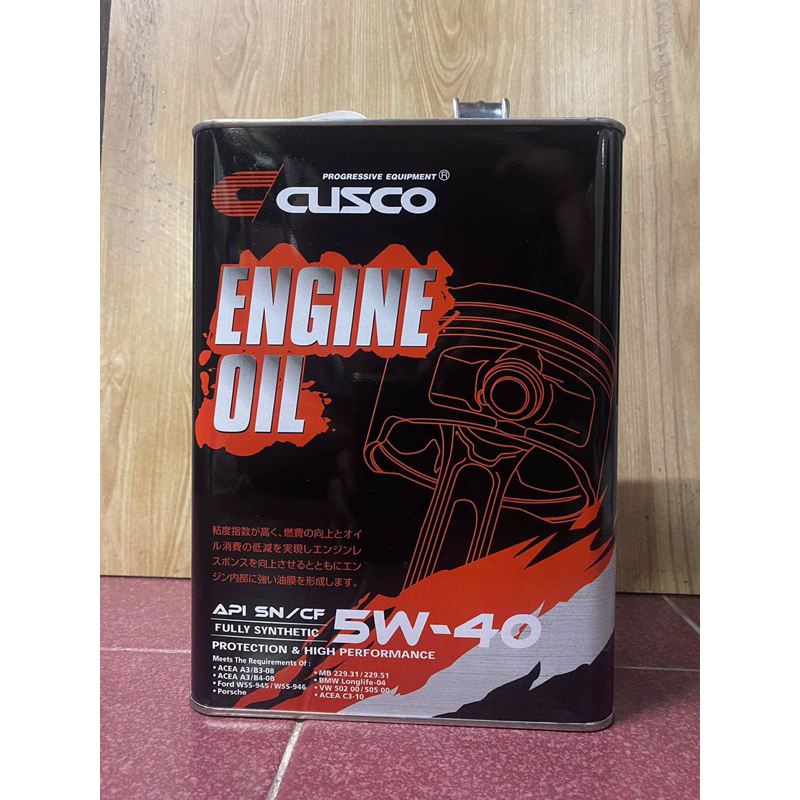 PROGRESSIVE EQUIPMENT®
CUSCO
ENGINE
OIL
粘度指数が高く、燃費の向上とオイ
ル消費の低減を実現しエンジンレ
スポンスを向上させるとともにエン
ジン内部に強い油膜を形成します。
API SN/CF
FULLY SYNTHETIC
5W-40
PROTECTION & HIGH PERFORMANCE
Meets The Requirements Of :
• ACEA A3/B3-08
• ACEA A3/B4-08
• Ford WSS-945/WSS-946
• Porsche
• MB 229.31/229.51
• BMW Longlife-04
• VW 502 00/505 00
• ACEA C3-10